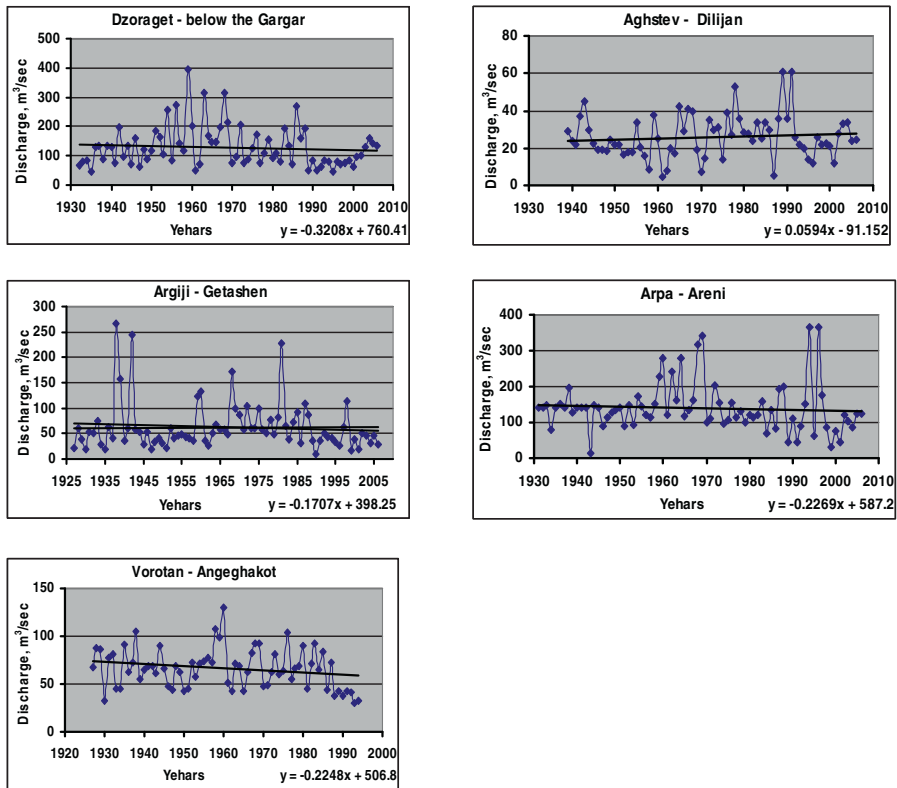 Dzoraget - below the Gargar
Discharge, m³/sec
500
400
300
200
100
0
1930 1940 1950 1960 1970 1980 1990 2000 2010
Yehars
y = -0.3208x + 760.41
Aghstev - Dilijan
Discharge, m³/sec
80
60
40
20
0
1930 1940 1950 1960 1970 1980 1990 2000 2010
Yehars
y = 0.0594x - 91.152
Argiji - Getashen
Discharge, m³/sec
300
250
200
150
100
50
0
1925 1935 1945 1955 1965 1975 1985 1995 2005
Yehars
y = -0.1707x + 398.25
Arpa - Areni
Discharge, m³/sec
400
300
200
100
0
1930 1940 1950 1960 1970 1980 1990 2000 2010
Yehars
y = -0.2269x + 587.2
Vorotan - Angeghakot
Discharge, m³/sec
150
100
50
0
1920 1930 1940 1950 1960 1970 1980 1990 2000
Yehars
y = -0.2248x + 506.8